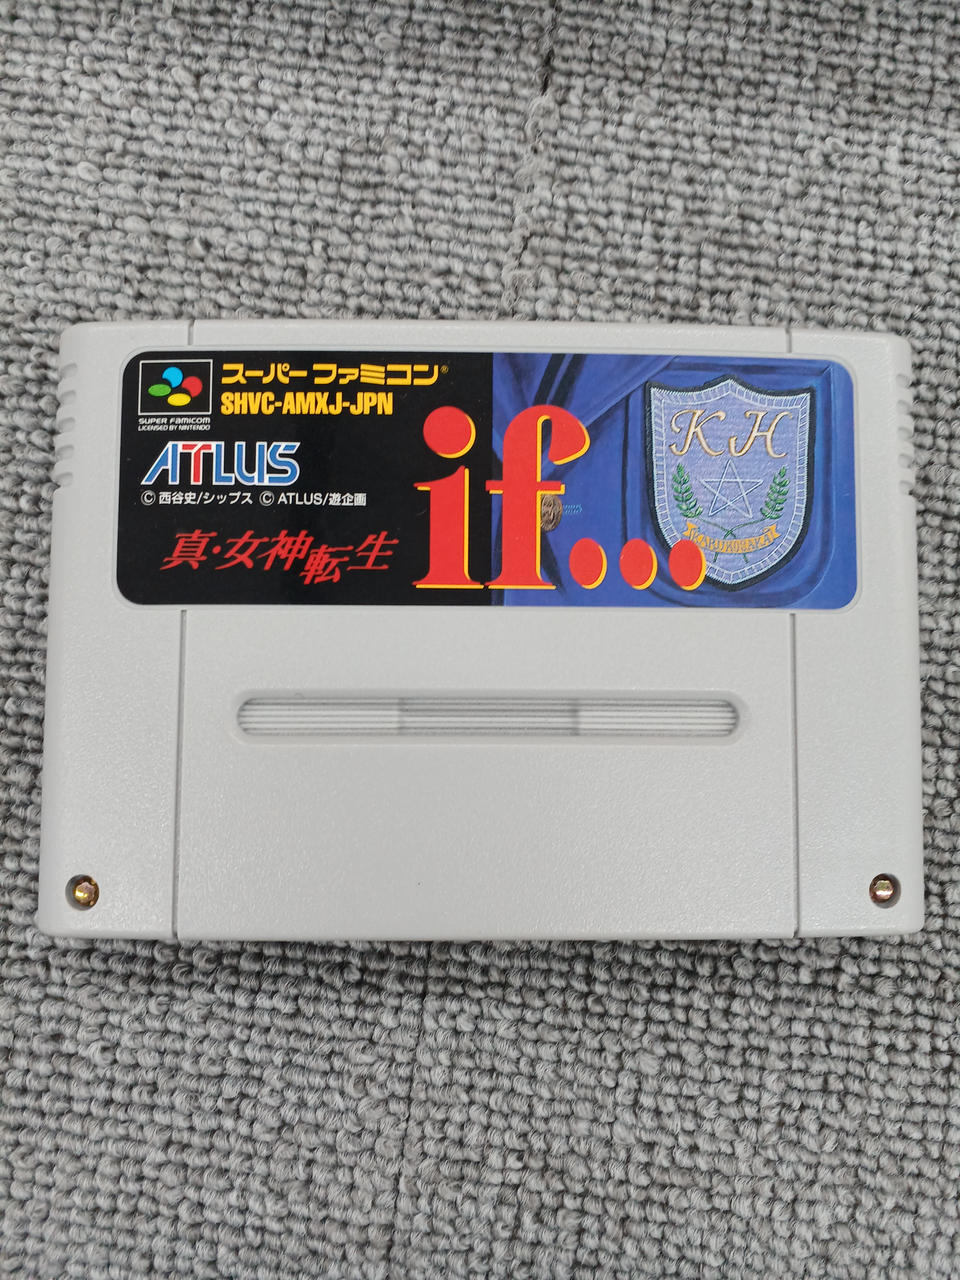 スーパーファミコン®
SHVC-AMXJ-JPN
SUPER FAMICOM
LICENSED BY NINTENDO
ATLUS
© 西谷史/シップス © ATLUS/遊企画
真・女神転生
if...
KH
KARUKOZAKA